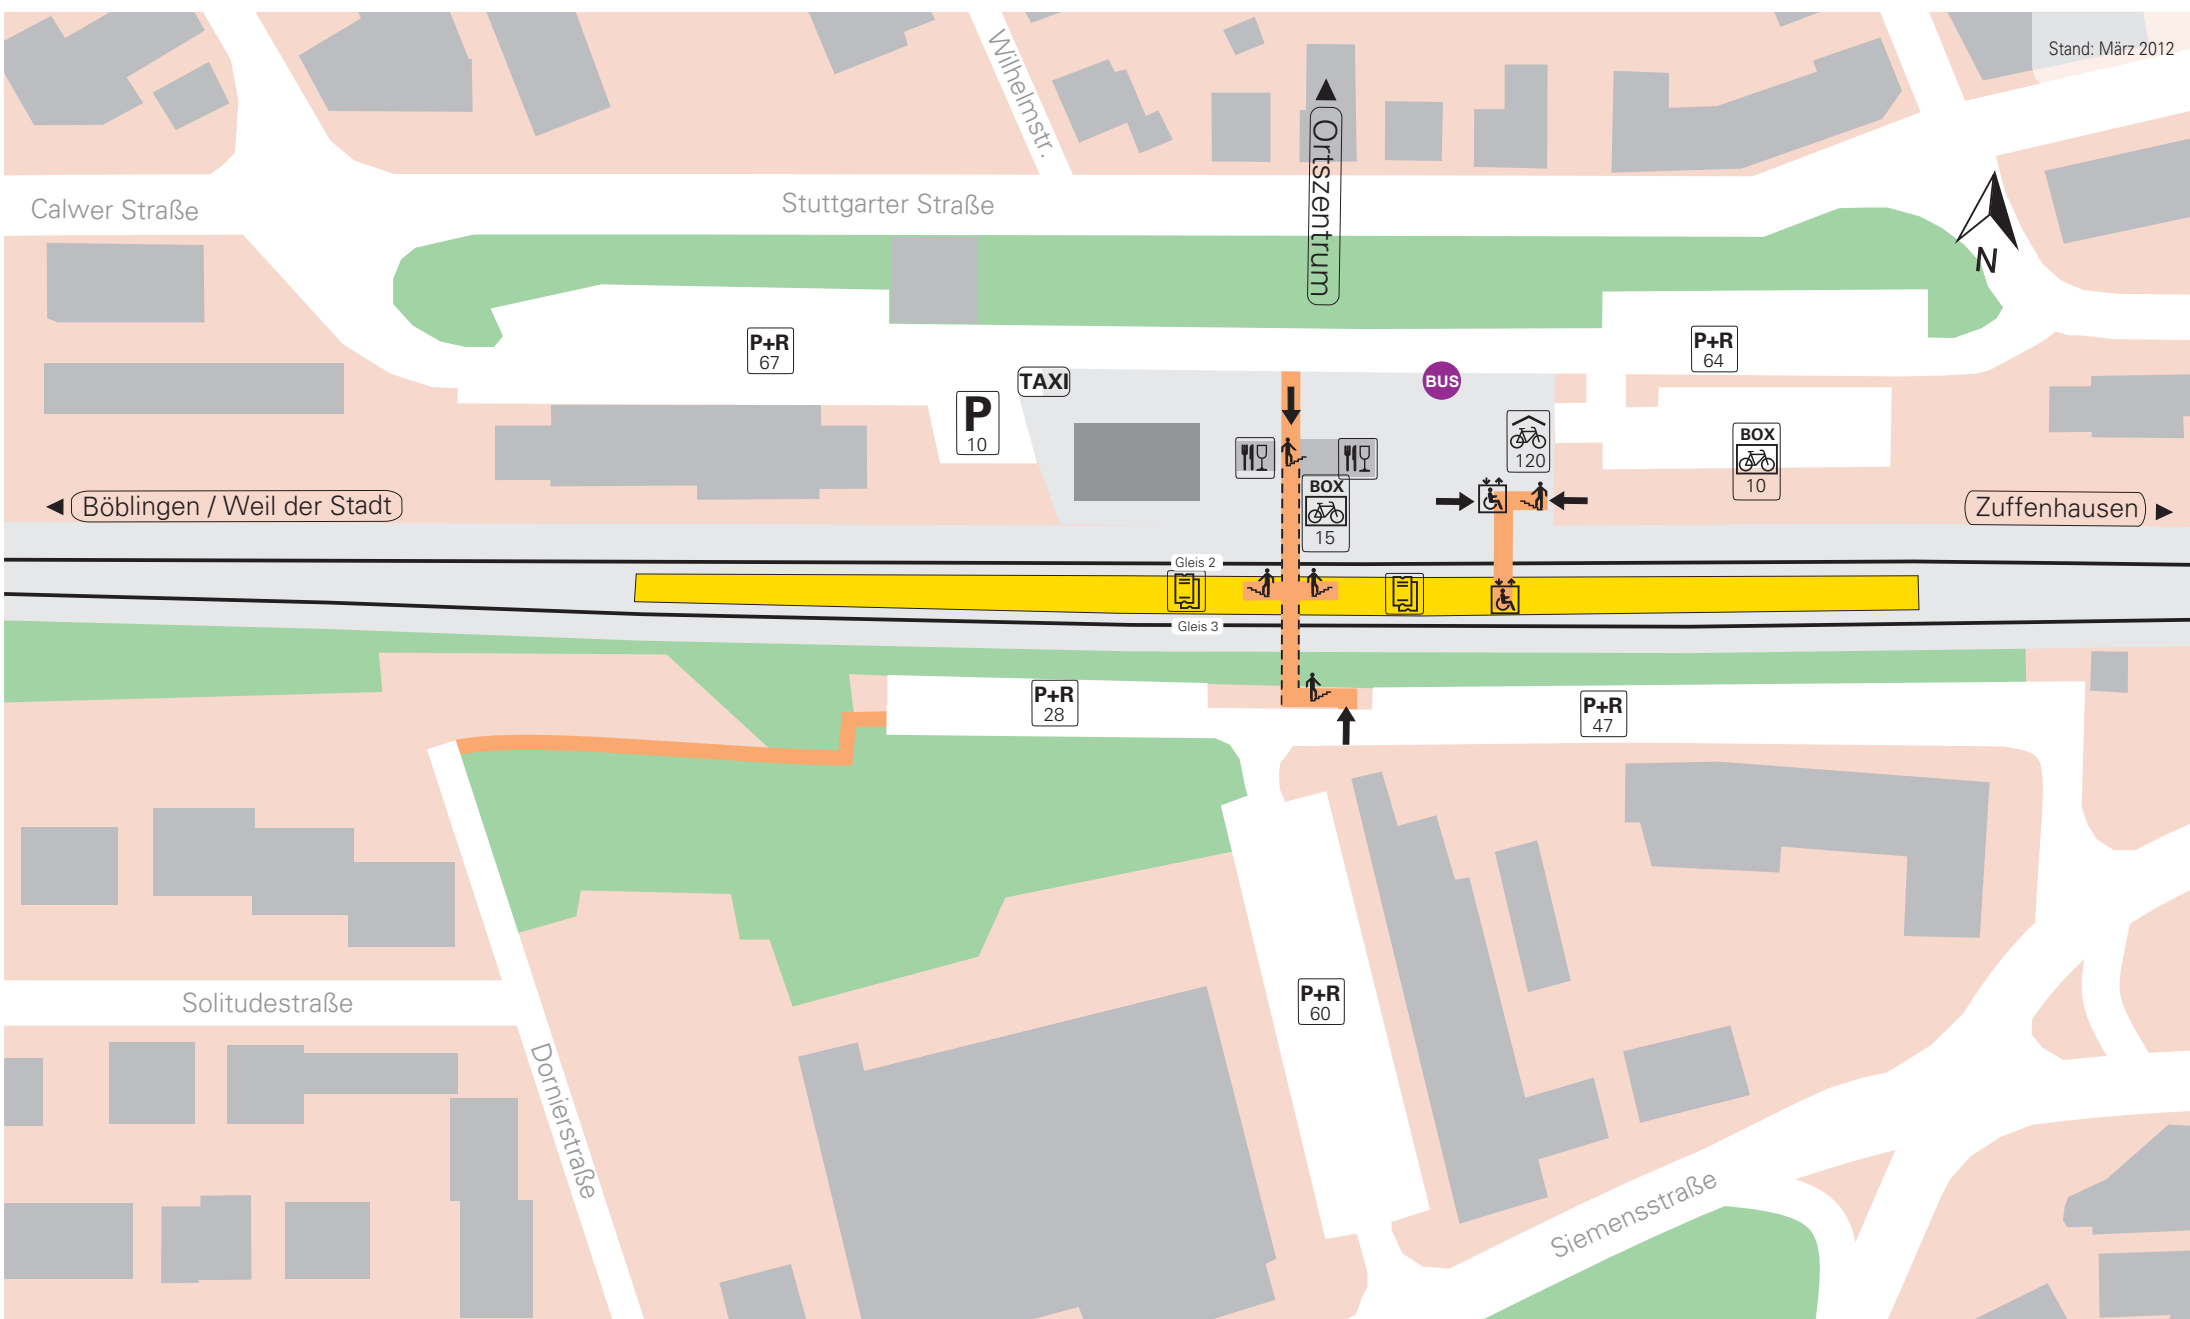 Stand: März 2012
Wilhelmstr.
Ortszentrum
Calwer Straße
Stuttgarter Straße
N
P+R
67
P+R
64
TAXI
BUS
P
10
120
BOX
10
BOX
15
Böblingen / Weil der Stadt
Zuffenhausen
Gleis 2
Gleis 3
P+R
28
P+R
47
P+R
60
Solitudestraße
Dornierstraße
Siemensstraße